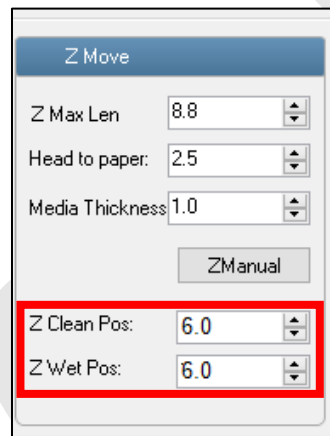 Z Move
Z Max Len 8.8
Head to paper: 2.5
Media Thickness 1.0
ZManual
Z Clean Pos: 6.0
Z Wet Pos: 6.0